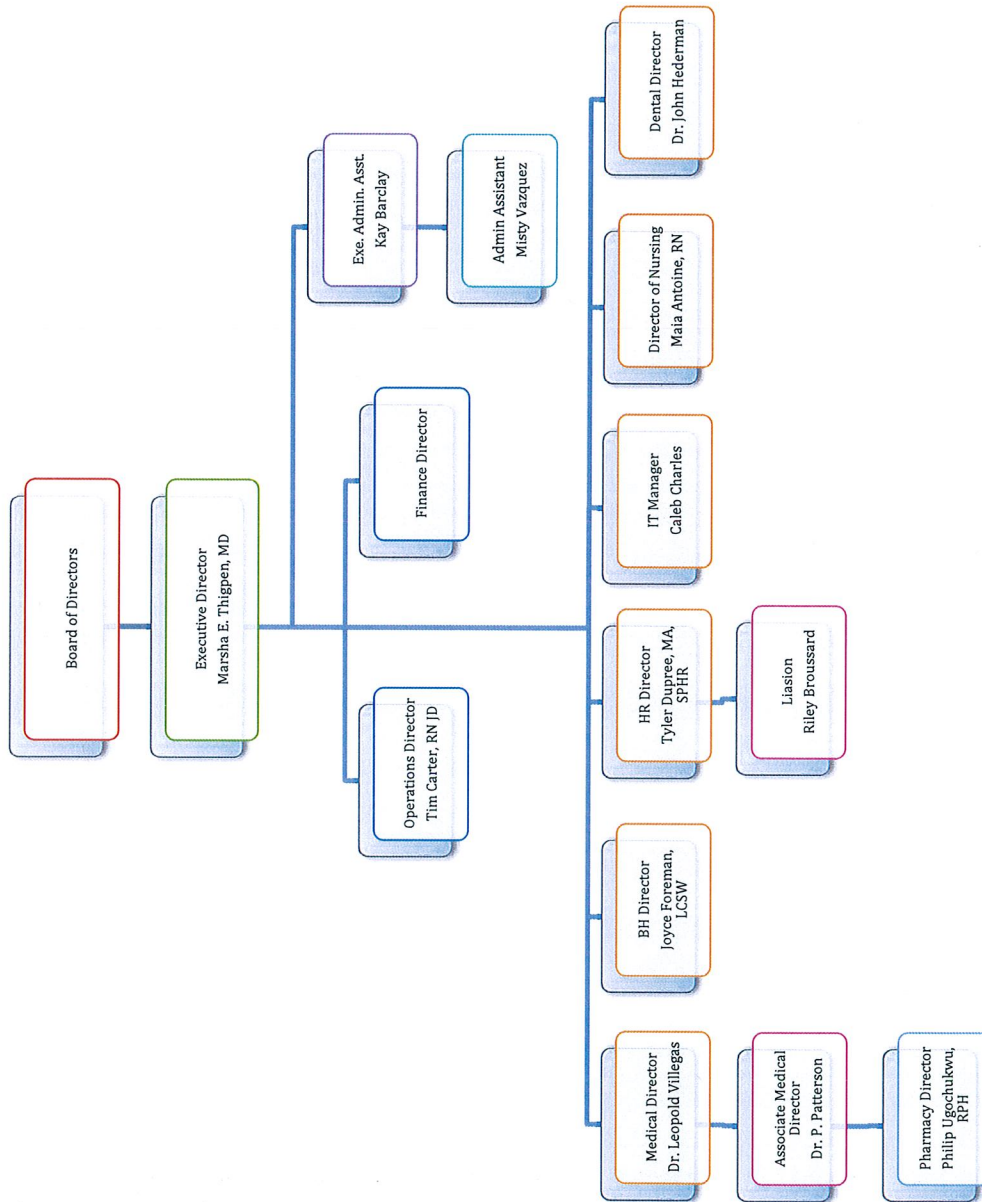 Board of Directors
Executive Director
Marsha E. Thigpen, MD
Exe. Admin. Asst.
Kay Barclay
Admin Assistant
Misty Vazquez
Operations Director
Tim Carter, RN JD
Finance Director
Medical Director
Dr. Leopold Villegas
BH Director
Joyce Foreman,
LCSW
HR Director
Tyler Dupree, MA,
SPHR
IT Manager
Caleb Charles
Director of Nursing
Maia Antoine, RN
Dental Director
Dr. John Hederman
Associate Medical
Director
Dr. P. Patterson
Liasion
Riley Broussard
Pharmacy Director
Philip Ugochukwu,
RPH